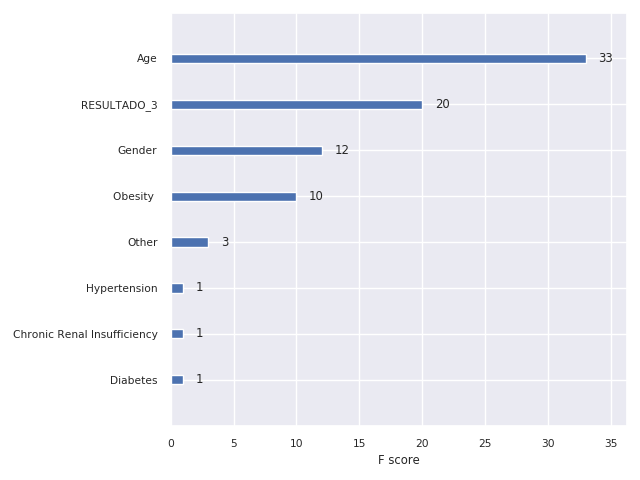 Age 33
RESULTADO_3 20
Gender 12
Obesity 10
Other 3
Hypertension 1
Chronic Renal Insufficiency 1
Diabetes 1
0 5 10 15 20 25 30 35
F score